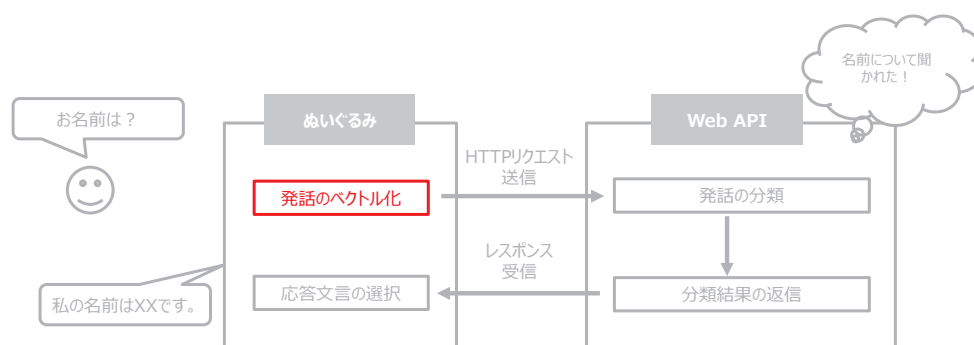 名前について聞
かれた！
お名前は？
ぬいぐるみ
Web API
HTTPリクエスト
送信
発話のベクトル化
発話の分類
レスポンス
受信
私の名前はXXです。
応答文言の選択
分類結果の返信